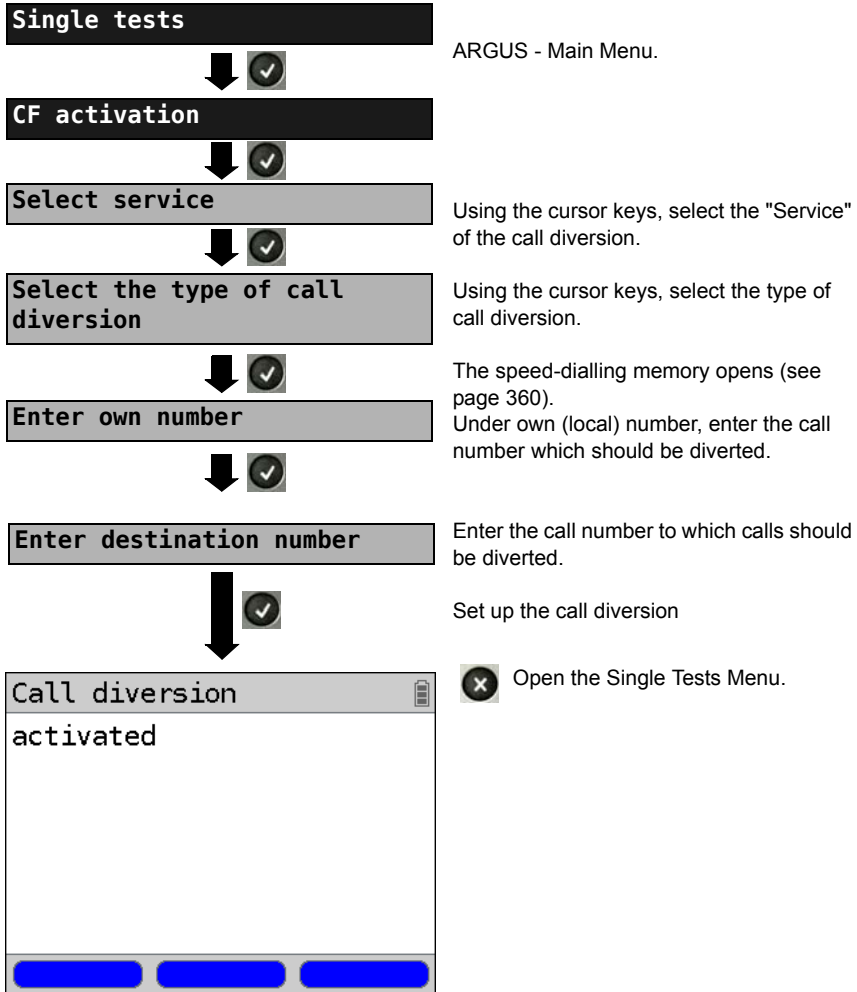 Single tests
ARGUS - Main Menu.
CF activation
Select service
Using the cursor keys, select the "Service"
of the call diversion.
Select the type of call
diversion
Using the cursor keys, select the type of
call diversion.
The speed-dialling memory opens (see
page 360).
Enter own number
Under own (local) number, enter the call
number which should be diverted.
Enter destination number
Enter the call number to which calls should
be diverted.
Set up the call diversion
Call diversion
activated
Open the Single Tests Menu.